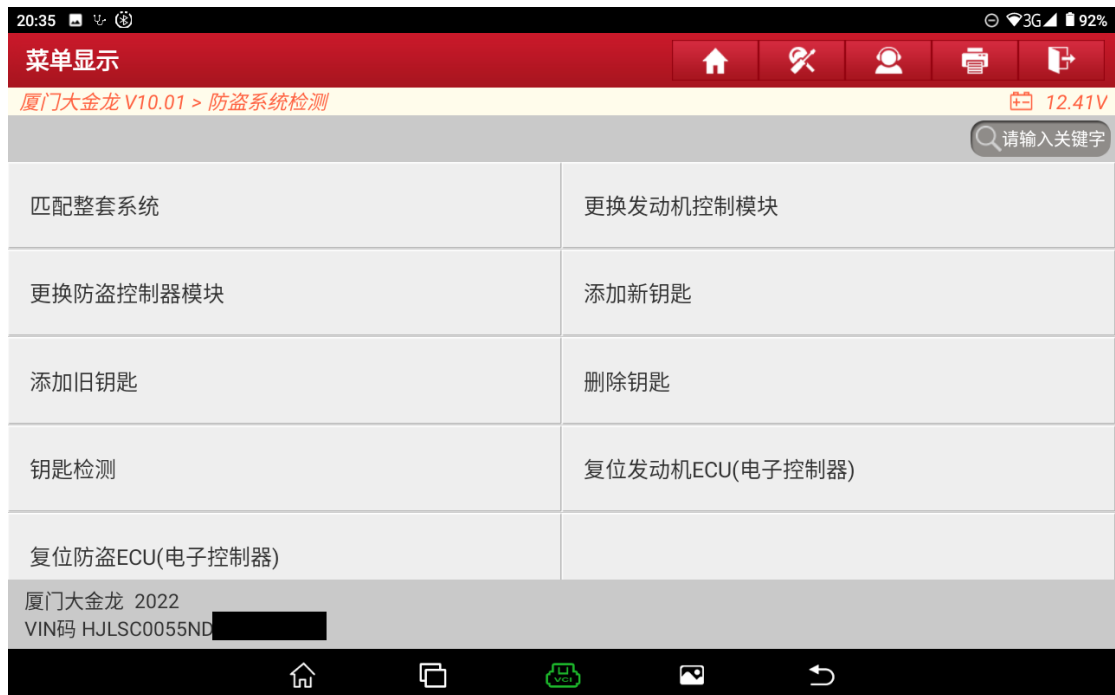 20:35
3G 92%
菜单显示
厦门大金龙 V10.01 > 防盗系统检测
12.41V
请输入关键字
匹配整套系统
更换发动机控制模块
更换防盗控制器模块
添加新钥匙
添加旧钥匙
删除钥匙
钥匙检测
复位发动机ECU(电子控制器)
复位防盗ECU(电子控制器)
厦门大金龙 2022
VIN码 HJLSC0055ND
VCI